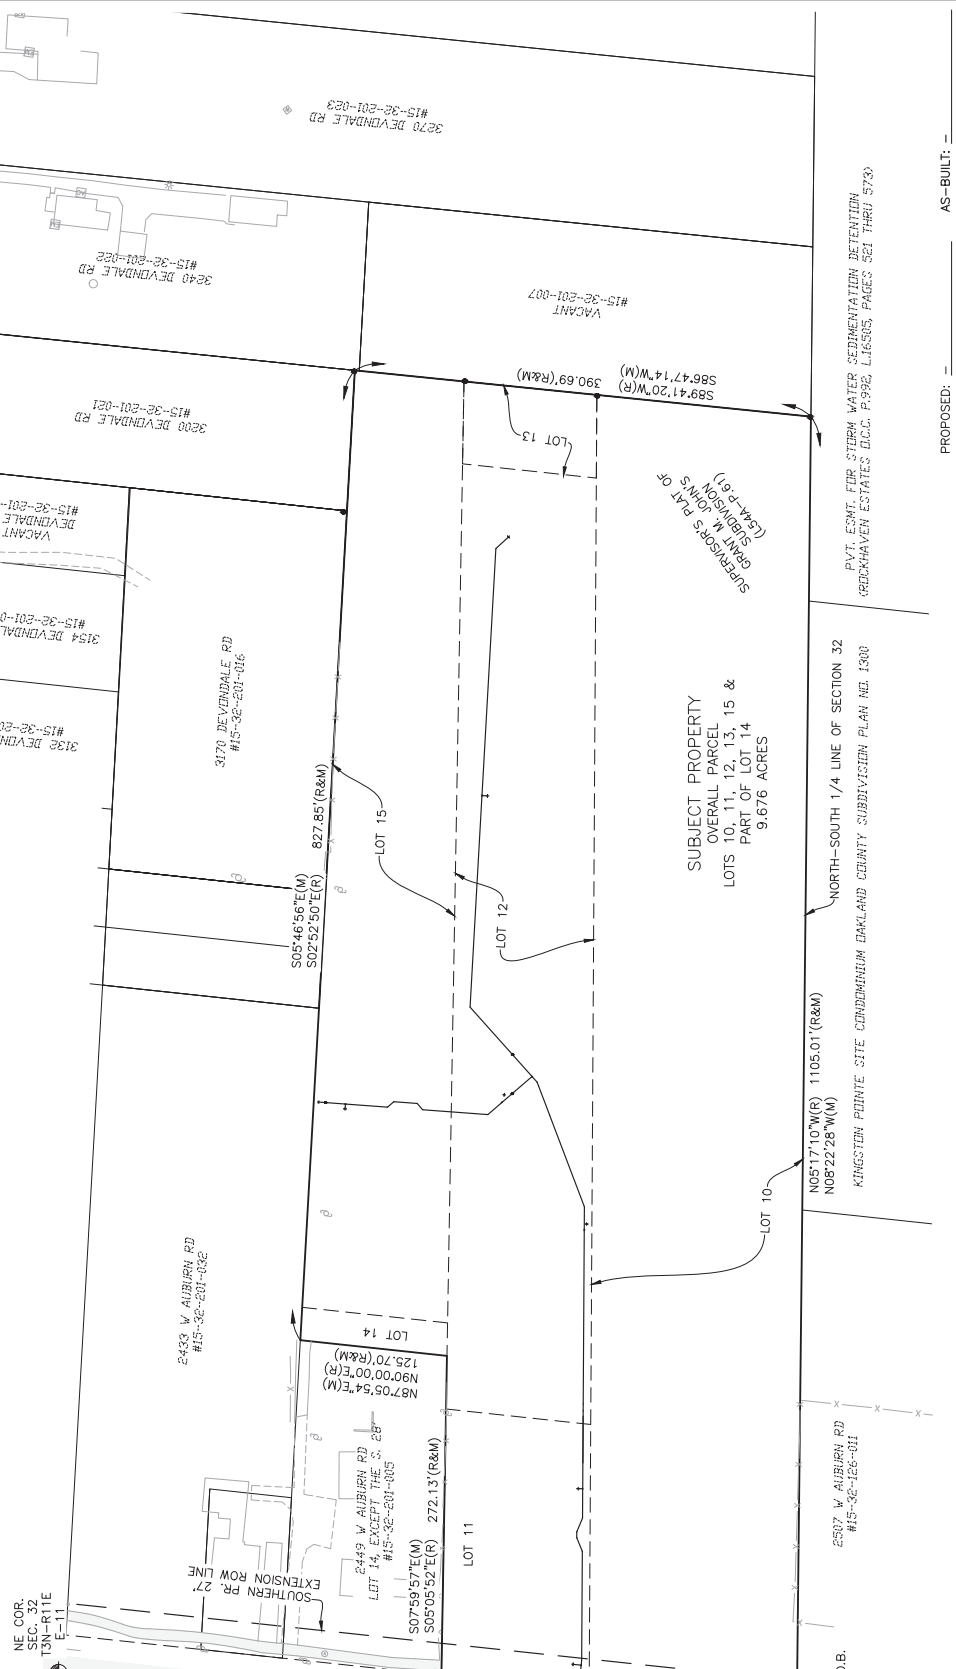 3270 DEVONDALE RD
#15-32-201-023
3240 DEVONDALE RD
#15-32-201-022
VACANT
#15-32-201-007
3200 DEVONDALE RD
#15-32-201-021
VACANT
DEVONDALE
#15-32-201-
3154 DEVONDAL
#15-32-201-0
3132 DEVON
#15-32-20
3170 DEVONDALE RD
#15-32-201-016
S89°41'20"W(R) 390.69'(R&M)
S86°47'14"W(M)
LOT 13
SUPERVISOR'S PLAT OF
GRANT M. JOHN'S
SUBDIVISION
(L54A-P.61)
PVT. ESMT. FOR STORM WATER SEDIMENTATION DETENTION
(ROCKHAVEN ESTATES O.C.C. P.992, L.16505, PAGES 521 THRU 573)
AS-BUILT: –
PROPOSED: –
SUBJECT PROPERTY
OVERALL PARCEL
LOTS 10, 11, 12, 13, 15 &
PART OF LOT 14
9.676 ACRES
NORTH-SOUTH 1/4 LINE OF SECTION 32
KINGSTON POINTE SITE CONDOMINIUM OAKLAND COUNTY SUBDIVISION PLAN NO. 1300
S05°46'56"E(M)
S02°52'50"E(R)
827.85'(R&M)
LOT 15
LOT 12
N05°17'10"W(R) 1105.01'(R&M)
N08°22'28"W(M)
LOT 10
2433 W AUBURN RD
#15-32-201-032
LOT 14
N87°05'54"E(M)
N90°00'00"E(R)
125.70'(R&M)
2449 W AUBURN RD
LOT 14, EXCEPT THE S. 28'
#15-32-201-005
S07°59'57"E(M)
S05°05'52"E(R) 272.13'(R&M)
LOT 11
SOUTHERN PR. 27'
EXTENSION ROW LINE
2507 W AUBURN RD
#15-32-126-011
NE COR.
SEC. 32
T3N-R11E
E-11
O.B.